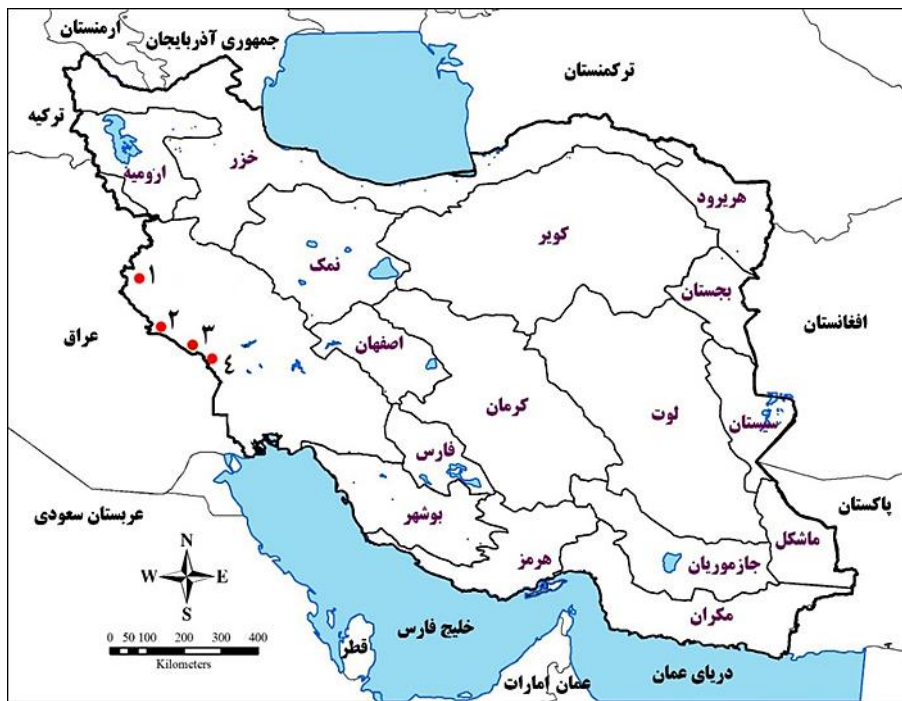 ارمنستان
جمهوری آذربایجان
ترکمنستان
ترکیه
خزر
ارومیه
هریرود
کویر
نمک
بجستان
۱
افغانستان
۲
عراق
۳
اصفهان
٤
کرمان
لوت
سیستان
فارس
پاکستان
بوشهر
عربستان سعودی
ماشکل
هرمز
جازموریان
N
W E
S
مکران
خلیج فارس
قطر
0 50 100 200 300 400
Kilometers
دریای عمان
عمان
امارات